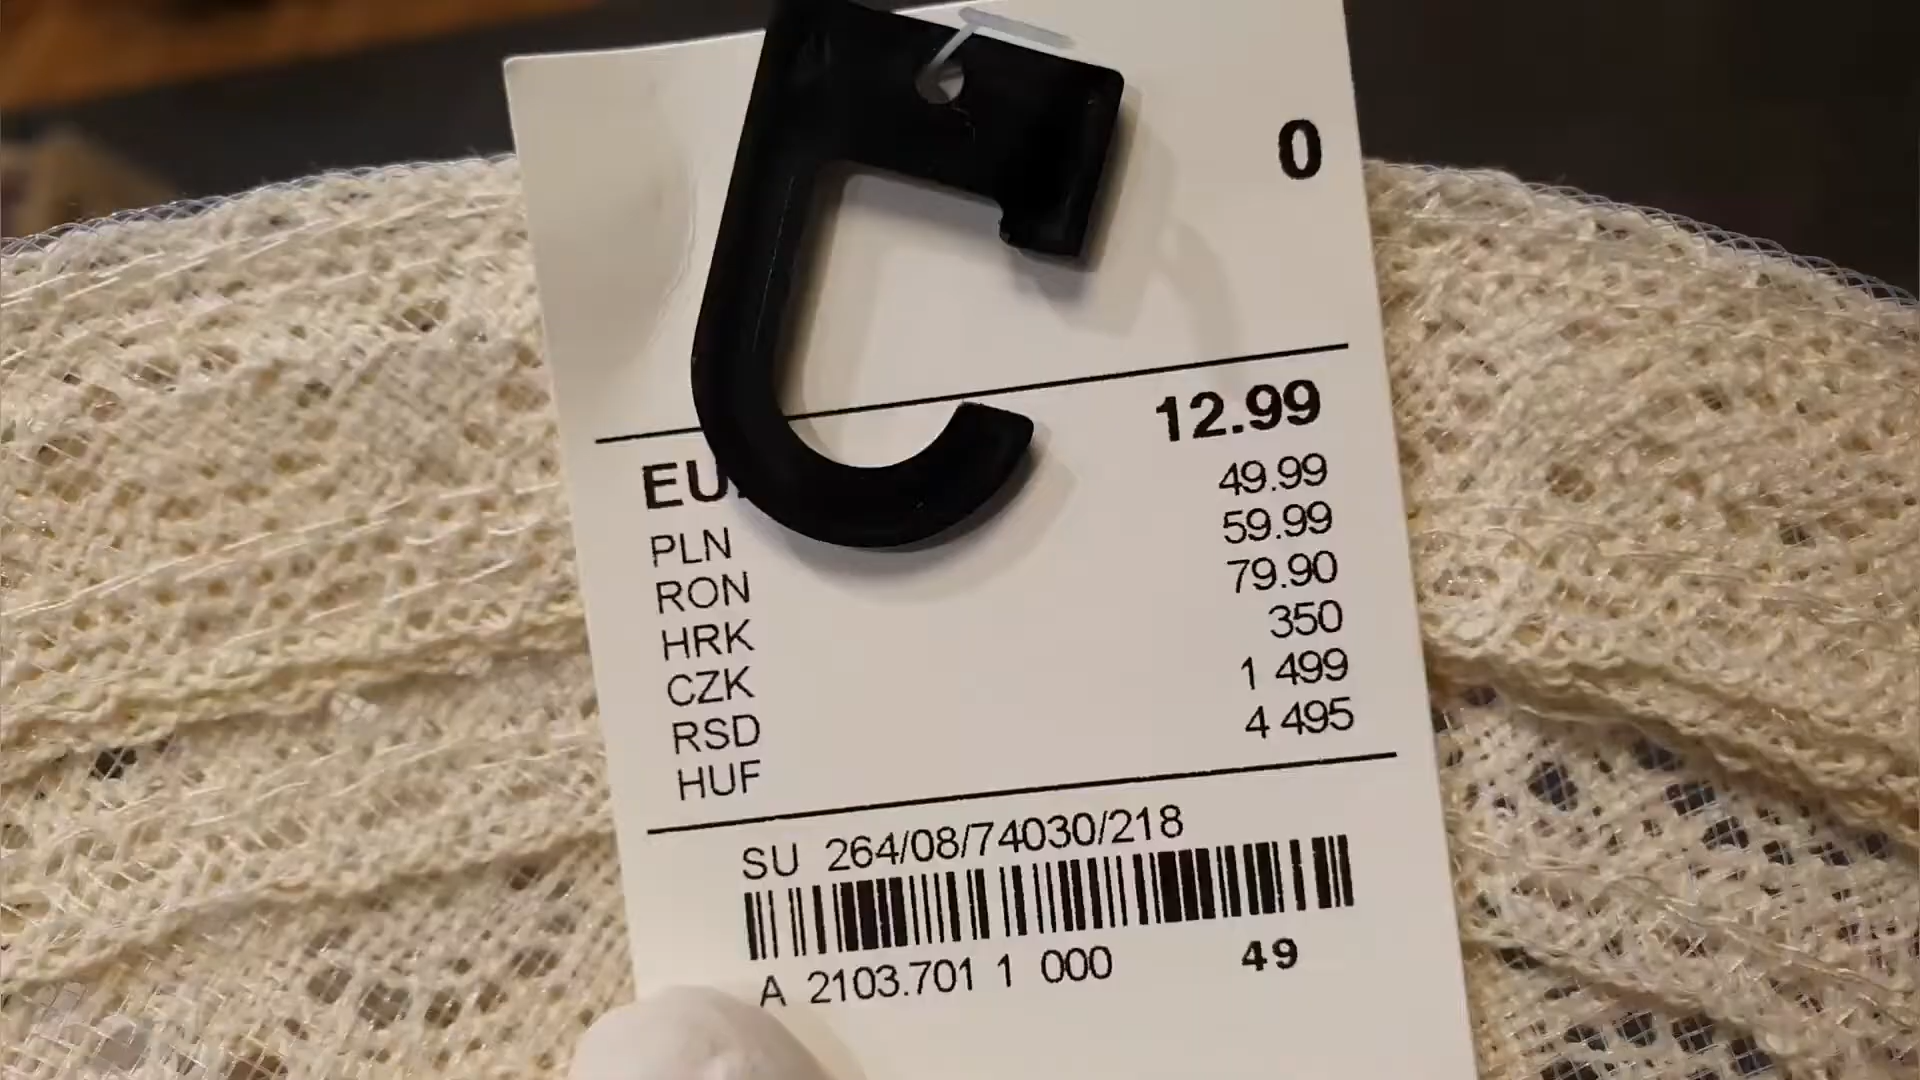 0
EU 12.99
PLN 49.99
RON 59.99
HRK 79.90
CZK 350
RSD 1 499
HUF 4 495
SU 264/08/74030/218
A 2103.701 1 000 49